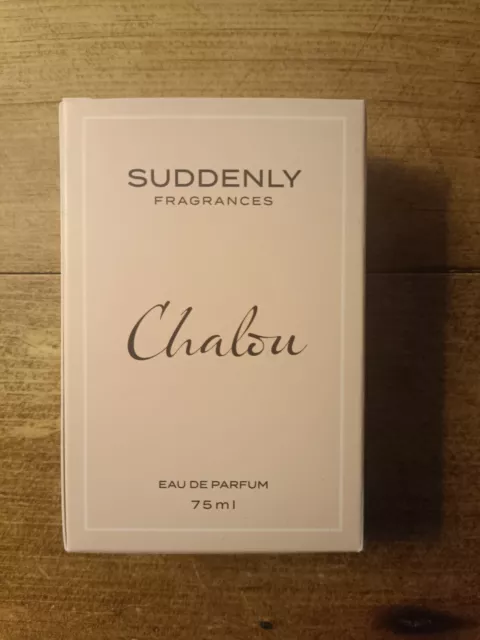 SUDDENLY
FRAGRANCES
Chalou
EAU DE PARFUM
75ml